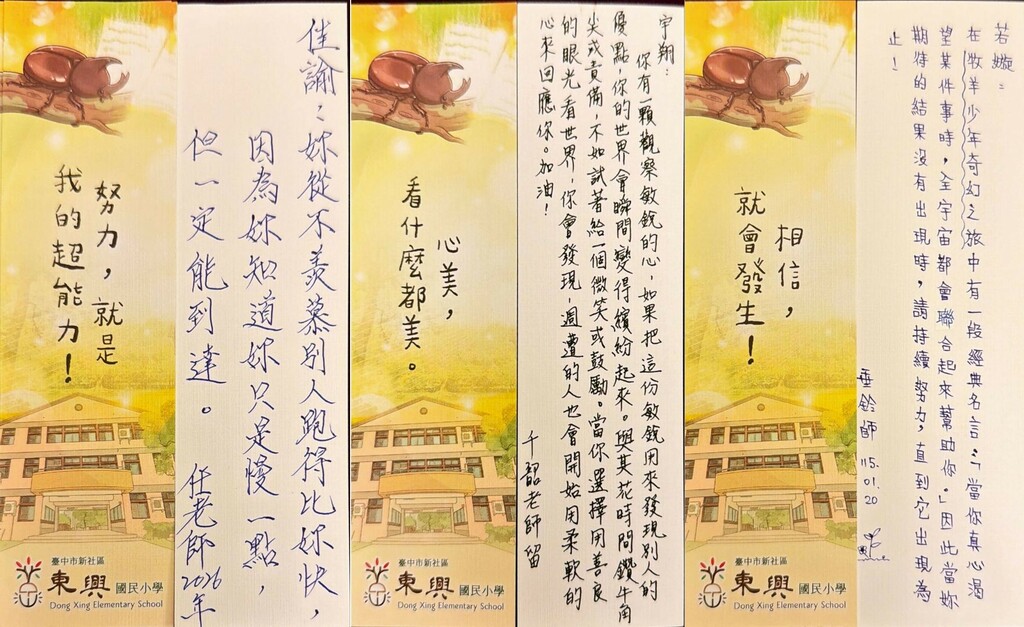 努力，就是
我的超能力！
臺中市新社區
東興 國民小學
Dong Xing Elementary School
佳諭：妳從不羨慕別人跑得比妳快，
因為妳知道妳只是慢一點，
但一定能到達。
任老師2026年
心美，
看什麼都美。
臺中市新社區
東興 國民小學
Dong Xing Elementary School
宇翔：
你有一顆觀察敏銳的心，如果把這份敏銳用來發現別人的
優點，你的世界會瞬間變得繽紛起來。與其花時間鑽牛角
尖或責備，不如試著給一個微笑或鼓勵。當你選擇用善良
的眼光看世界，你會發現，週遭的人也會開始用柔軟的
心來回應你。加油！
千韶老師留
相信，
就會發生！
臺中市新社區
東興 國民小學
Dong Xing Elementary School
若嫙：
在牧羊少年奇幻之旅中有一段經典名言：「當你真心渴
望某件事時，全宇宙都會聯合起來幫助你。」因此當妳
期待的結果沒有出現時，請持續努力，直到它出現為
止！
垂鈴師 115.01.20